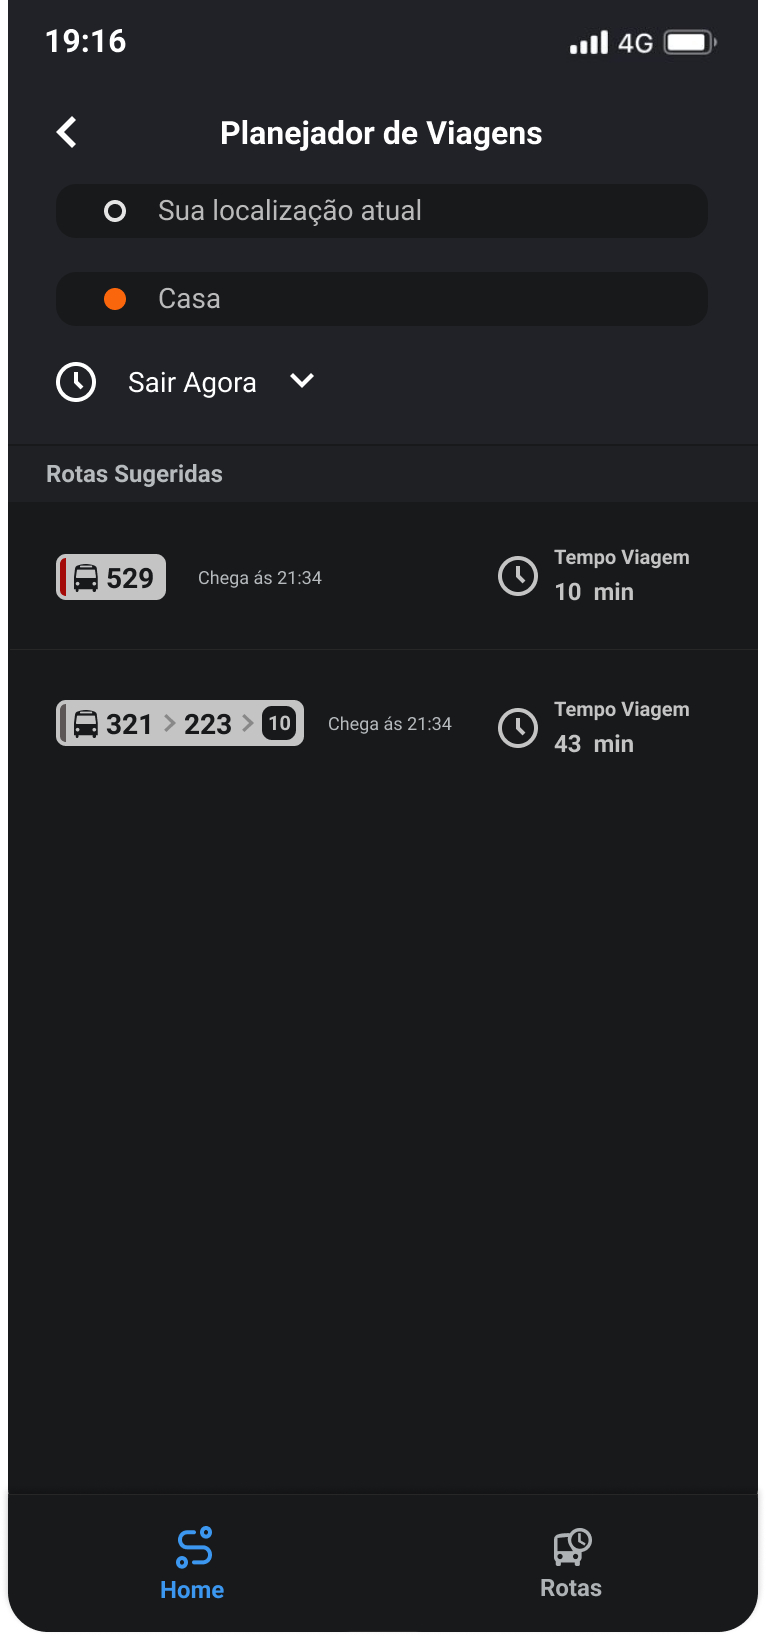 19:16 4G
Planejador de Viagens
Sua localização atual
Casa
Sair Agora
Rotas Sugeridas
529 Chega ás 21:34 Tempo Viagem
10 min
321 > 223 > 10 Chega ás 21:34 Tempo Viagem
43 min
Home Rotas